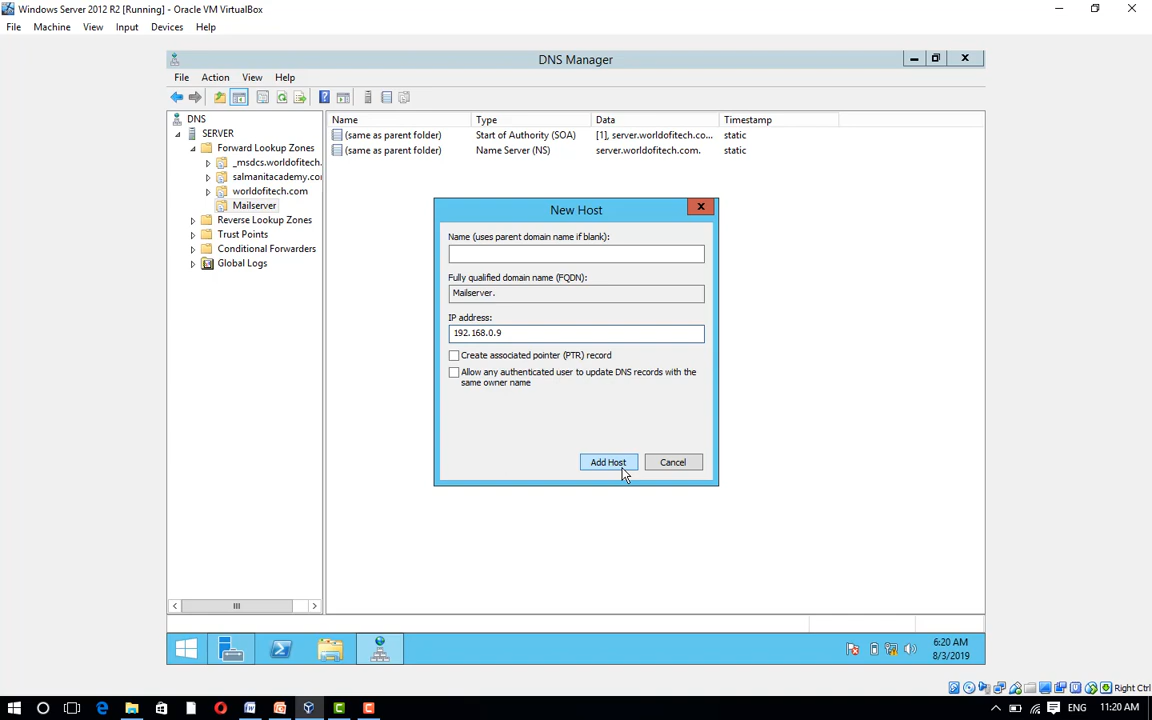 Windows Server 2012 R2 [Running] - Oracle VM VirtualBox
File Machine View Input Devices Help
DNS Manager
File Action View Help
DNS
SERVER
Forward Lookup Zones
_msdcs.worldofitech.
salmanitacademy.co
worldofitech.com
Mailserver
Reverse Lookup Zones
Trust Points
Conditional Forwarders
Global Logs
Name Type Data Timestamp
(same as parent folder) Start of Authority (SOA) [1], server.worldofitech.co... static
(same as parent folder) Name Server (NS) server.worldofitech.com. static
New Host
Name (uses parent domain name if blank):
Fully qualified domain name (FQDN):
Mailserver.
IP address:
192.168.0.9
Create associated pointer (PTR) record
Allow any authenticated user to update DNS records with the
same owner name
Add Host Cancel
6:20 AM
8/3/2019
Right Ctrl
ENG 11:20 AM